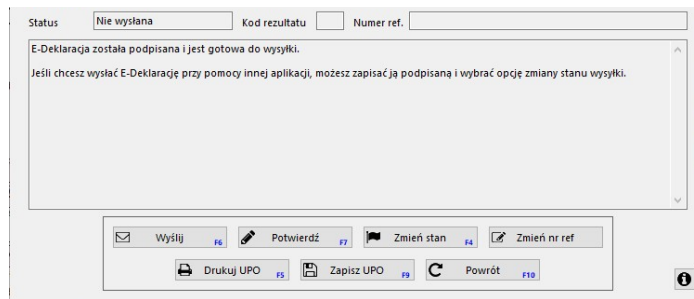 Status Nie wysłana Kod rezultatu Numer ref.
E-Deklaracja została podpisana i jest gotowa do wysyłki.
Jeśli chcesz wysłać E-Deklarację przy pomocy innej aplikacji, możesz zapisać ją podpisaną i wybrać opcję zmiany stanu wysyłki.
Wyślij F6 Potwierdź F7 Zmień stan F4 Zmień nr ref
Drukuj UPO F5 Zapisz UPO F9 Powrót F10